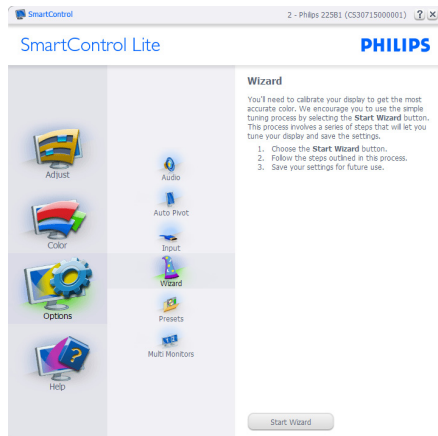 SmartControl
2 - Philips 225B1 (CS30715000001)
SmartControl Lite
PHILIPS
Adjust
Color
Options
Help
Audio
Auto Pivot
Input
Wizard
Presets
Multi Monitors
Wizard
You'll need to calibrate your display to get the most
accurate color. We encourage you to use the simple
tuning process by selecting the Start Wizard button.
This process involves a series of steps that will let you
tune your display and save the settings.
1. Choose the Start Wizard button.
2. Follow the steps outlined in this process.
3. Save your settings for future use.
Start Wizard